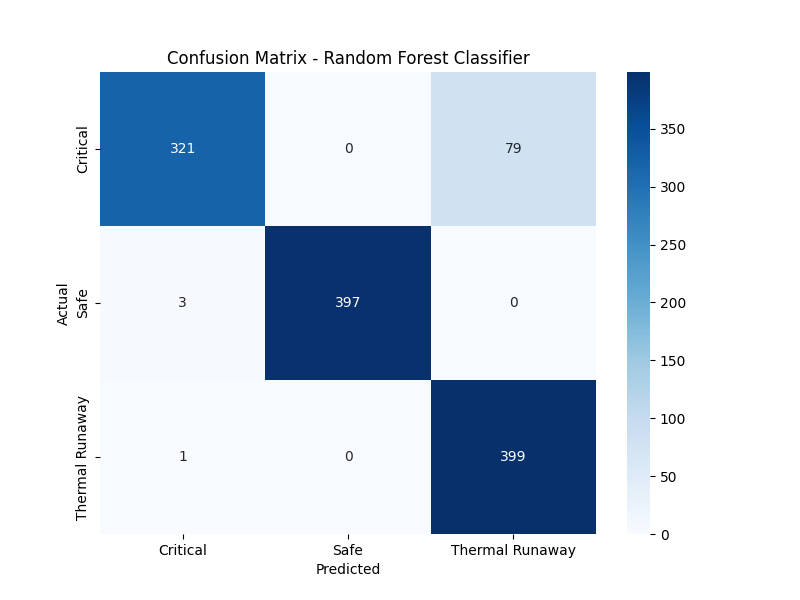 Confusion Matrix - Random Forest Classifier
Critical
321
0
79
Actual
Safe
3
397
0
Thermal Runaway
1
0
399
Critical
Safe
Thermal Runaway
Predicted
350
300
250
200
150
100
50
0